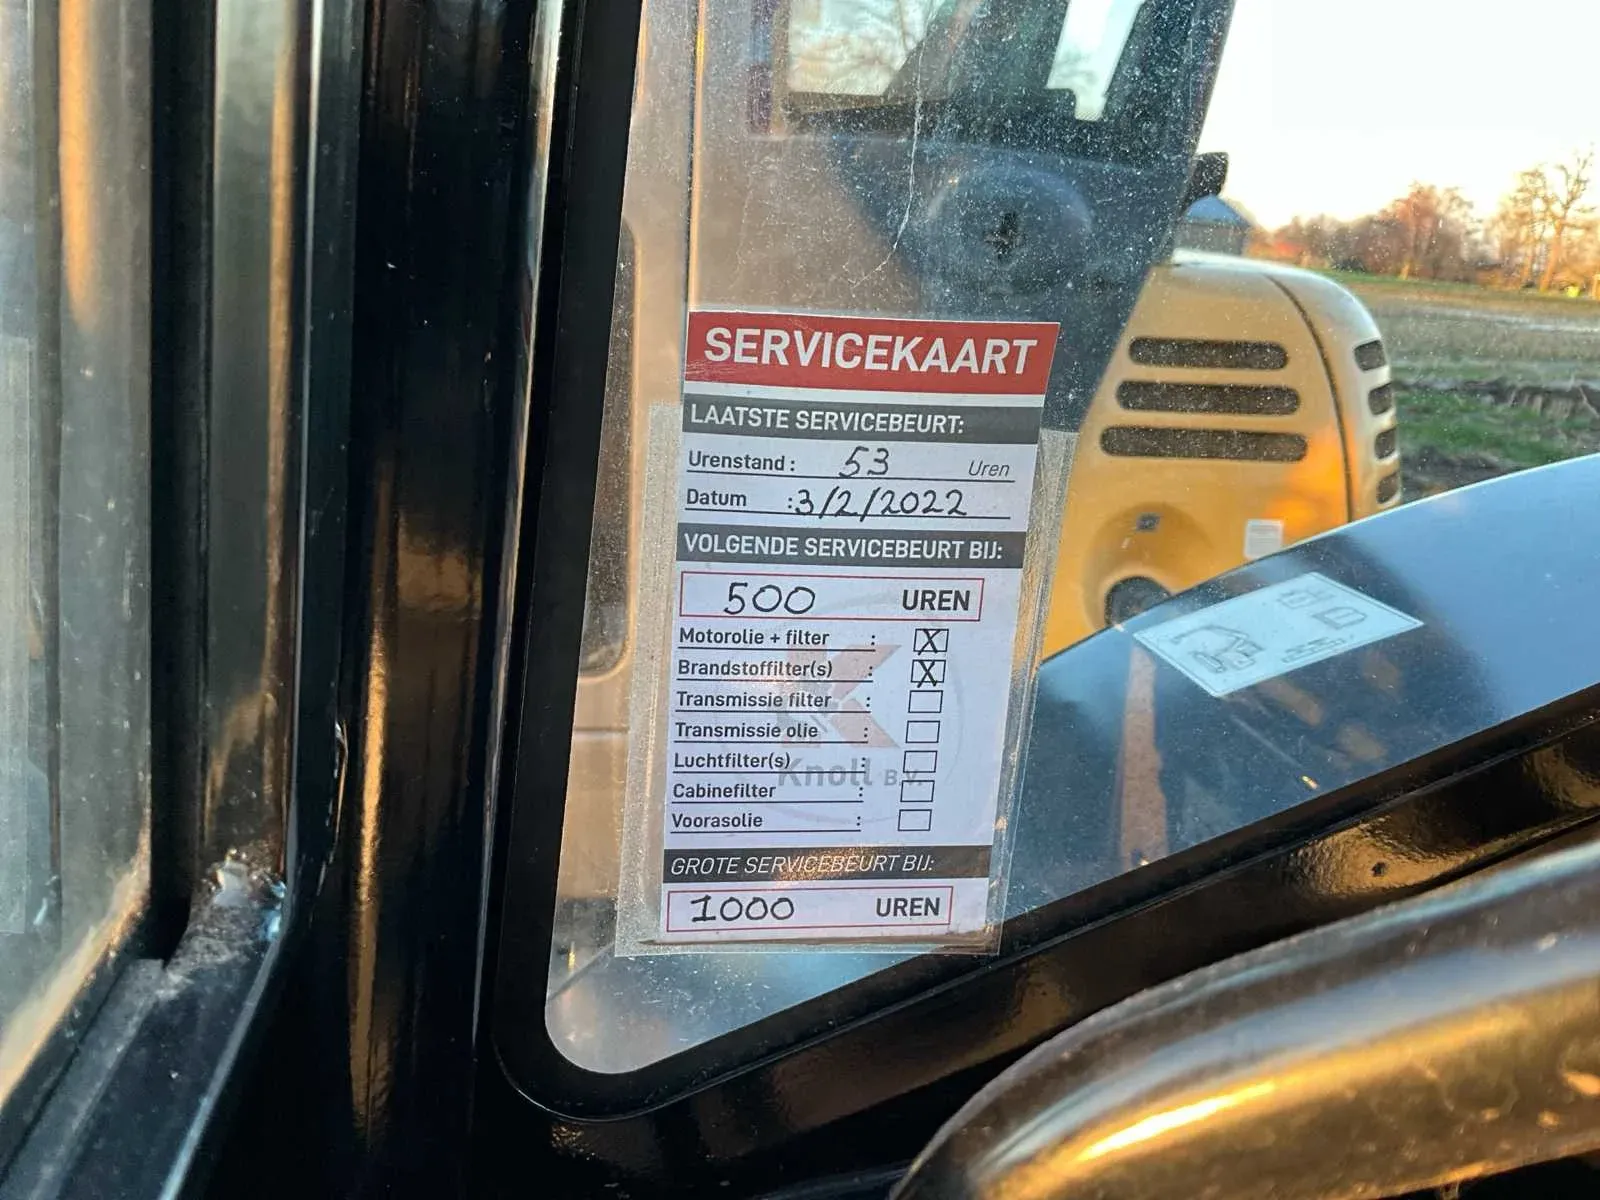 SERVICEKAART
LAATSTE SERVICEBEURT:
Urenstand : 53 Uren
Datum : 3/2/2022
VOLGENDE SERVICEBEURT BIJ:
500 UREN
Motorolie + filter : X
Brandstoffilter(s) : X
Transmissie filter :
Transmissie olie :
Luchtfilter(s) :
Knoll B.V.
Cabinefilter :
Voorasolie :
GROTE SERVICEBEURT BIJ:
1000 UREN